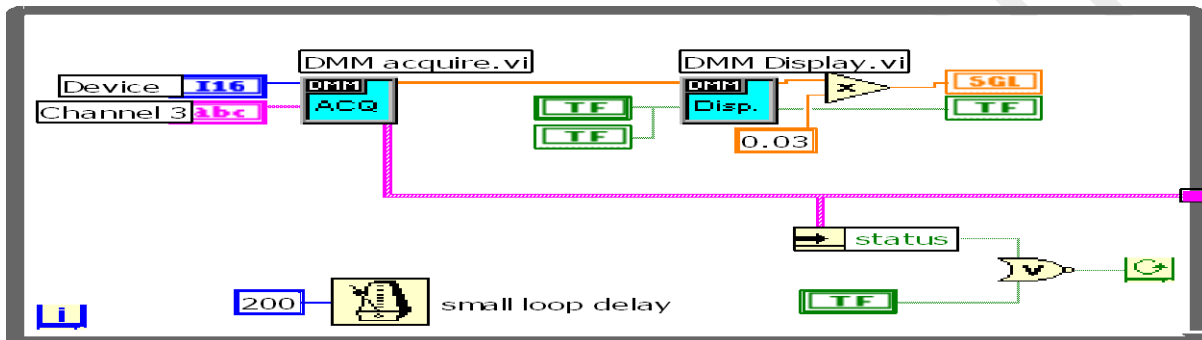 DMM acquire.vi
DMM Display.vi
Device I16
DMM
DMM
SGL
Channel 3 abc
ACQ
TF
Disp.
TF
TF
0.03
status
V
TF
200
small loop delay
i
x